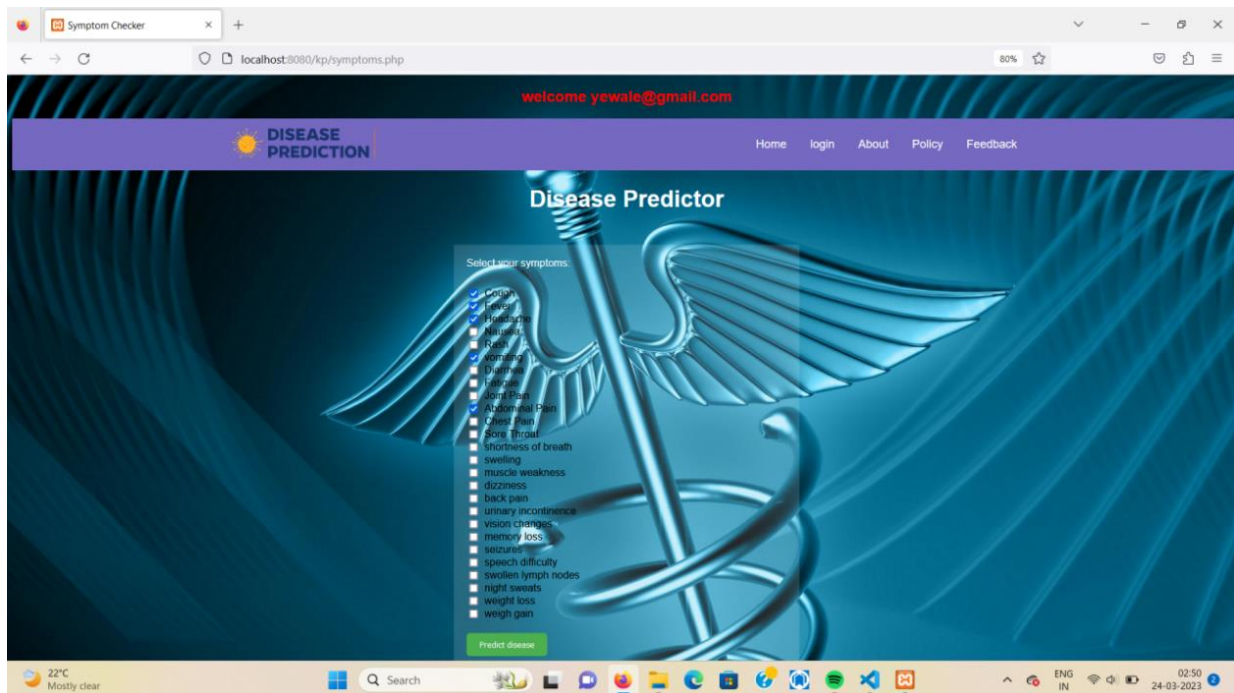 Symptom Checker
localhost:8080/kp/symptoms.php
80%
welcome yewale@gmail.com
DISEASE
PREDICTION
Home login About Policy Feedback
Disease Predictor
Select your symptoms:
Cough
Fever
Headache
Nausea
Rash
vomiting
Diarrhea
Fatigue
Joint Pain
Abdominal Pain
Chest Pain
Sore Throat
shortness of breath
swelling
muscle weakness
dizziness
back pain
urinary incontinence
vision changes
memory loss
seizures
speech difficulty
swollen lymph nodes
night sweats
weight loss
weigh gain
Predict disease
22°C
Mostly clear
Search
ENG
IN
02:50
24-03-2023
2